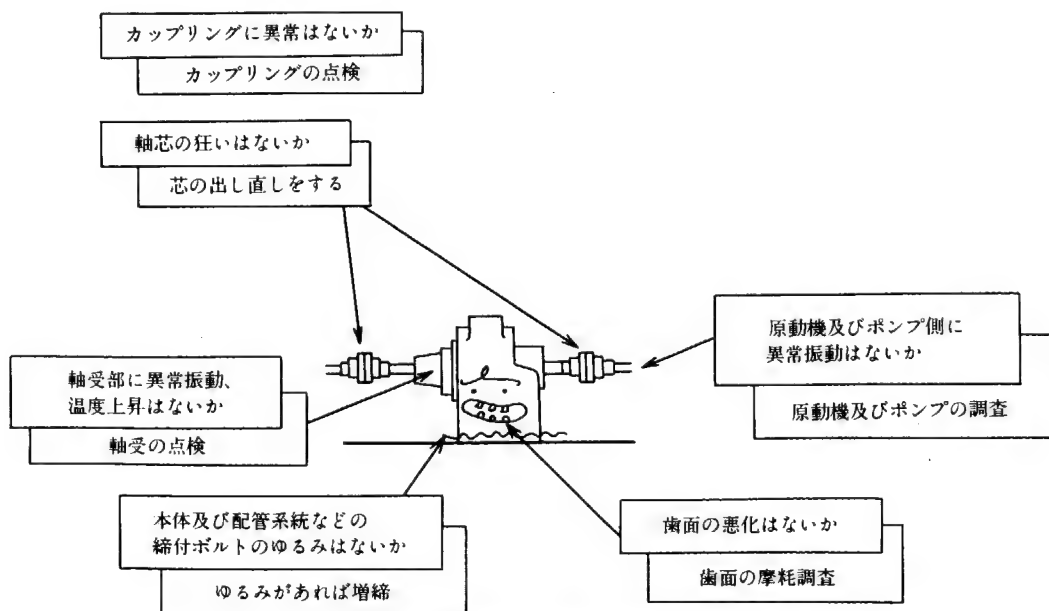 カップリングに異常はないか
カップリングの点検
軸芯の狂いはないか
芯の出し直しをする
原動機及びポンプ側に
異常振動はないか
原動機及びポンプの調査
軸受部に異常振動、
温度上昇はないか
軸受の点検
本体及び配管系統などの
締付ボルトのゆるみはないか
ゆるみがあれば増締
歯面の悪化はないか
歯面の摩耗調査